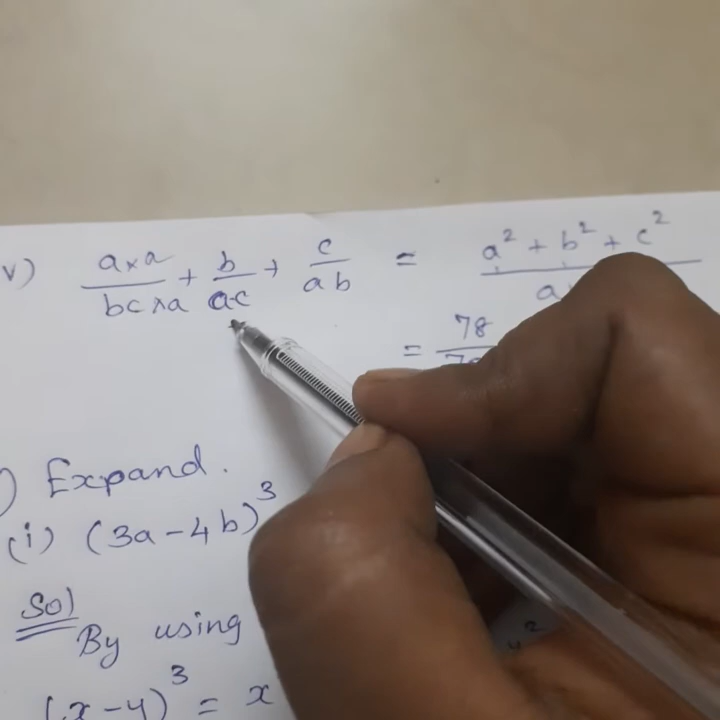 v) a×a/bc×a + b/ac + c/ab = a² + b² + c²/a
= 78
) Expand.
(i) (3a-4b)³
Sol
By using
(x-y)³ = x